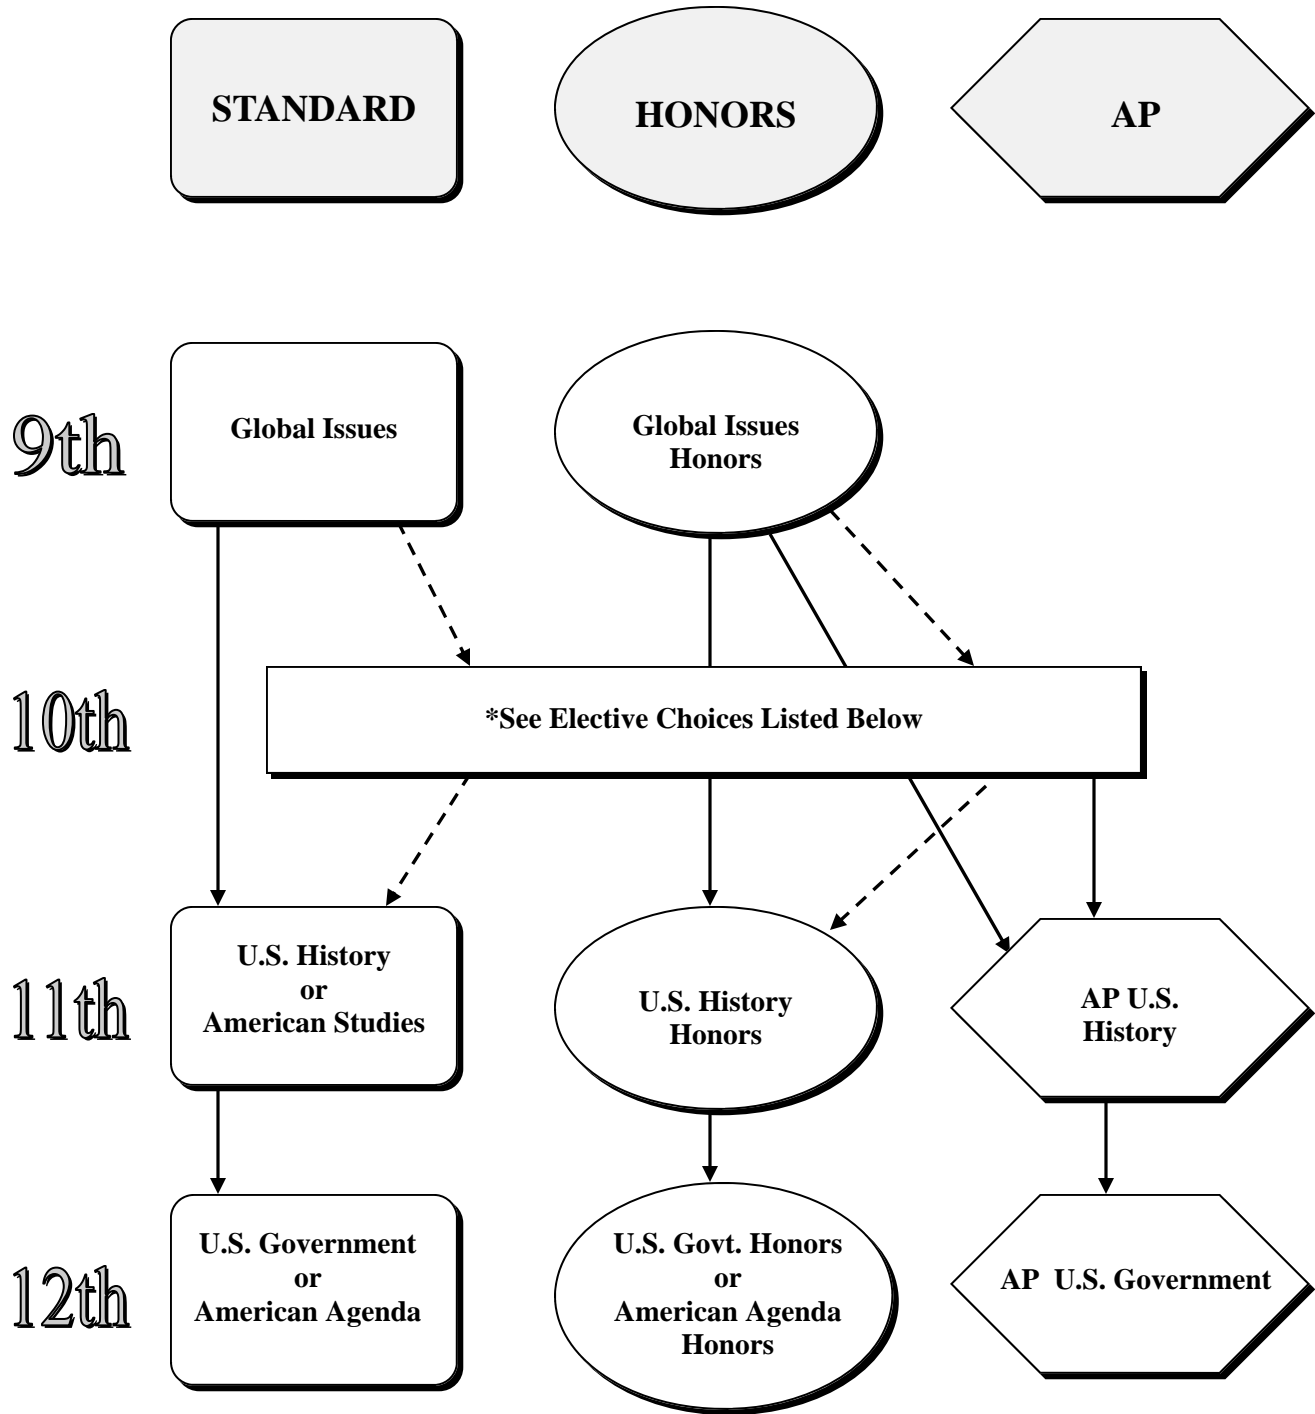 STANDARD
HONORS
AP
9th
Global Issues
Global Issues
Honors
10th
*See Elective Choices Listed Below
11th
U.S. History
or
American Studies
U.S. History
Honors
AP U.S.
History
12th
U.S. Government
or
American Agenda
U.S. Govt. Honors
or
American Agenda
Honors
AP  U.S. Government